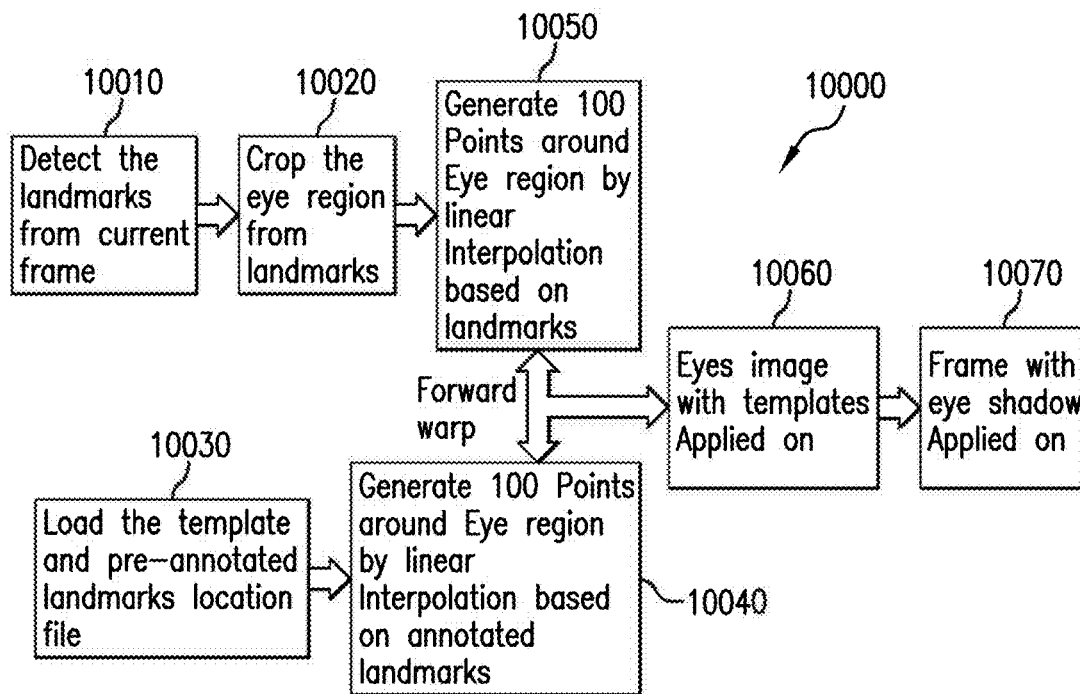 10050
10010
10020
10000
Detect the
landmarks
from current
frame
Crop the
eye region
from
landmarks
Generate 100
Points around
Eye region by
linear
Interpolation
based on
landmarks
10060
10070
Forward
warp
Eyes image
with templates
Applied on
Frame with
eye shadow
Applied on
10030
Load the template
and pre-annotated
landmarks location
file
Generate 100 Points
around Eye region
by linear
Interpolation based
on annotated
landmarks
10040